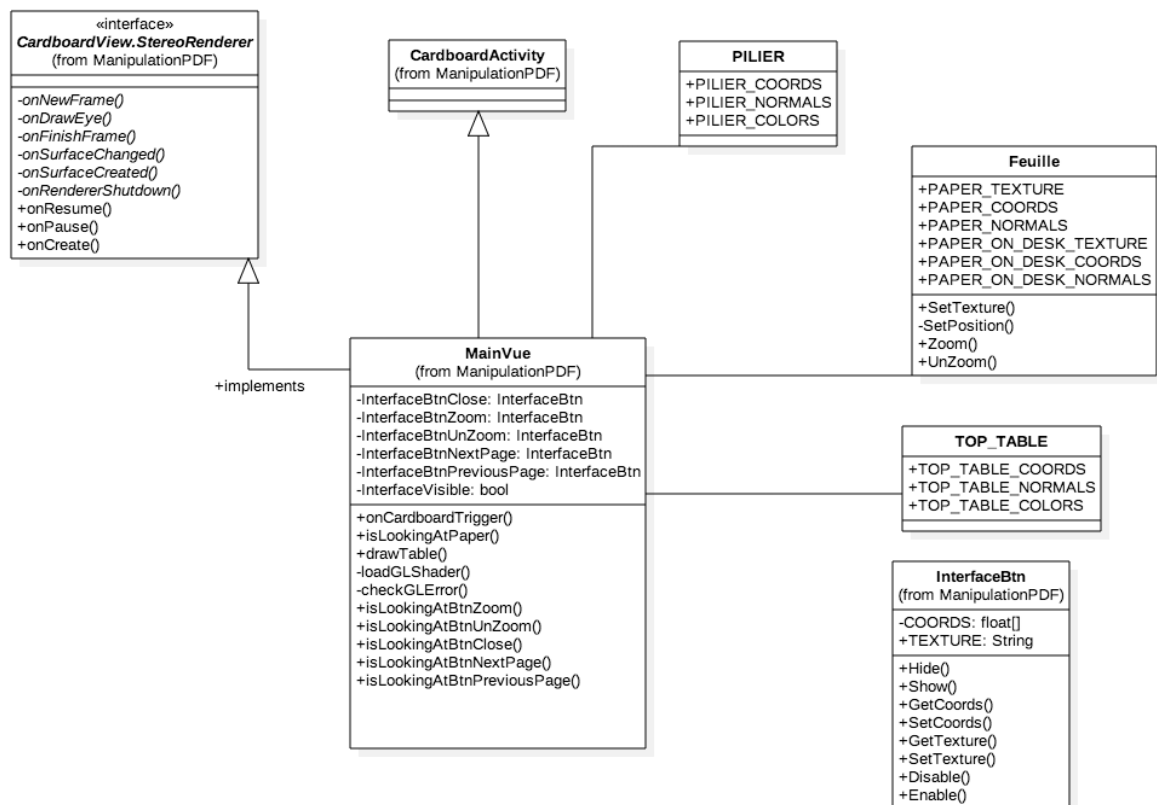 «interface»
CardboardView.StereoRenderer
(from ManipulationPDF)
-onNewFrame()
-onDrawEye()
-onFinishFrame()
-onSurfaceChanged()
-onSurfaceCreated()
-onRendererShutdown()
+onResume()
+onPause()
+onCreate()
CardboardActivity
(from ManipulationPDF)
PILIER
+PILIER_COORDS
+PILIER_NORMALS
+PILIER_COLORS
Feuille
+PAPER_TEXTURE
+PAPER_COORDS
+PAPER_NORMALS
+PAPER_ON_DESK_TEXTURE
+PAPER_ON_DESK_COORDS
+PAPER_ON_DESK_NORMALS
+SetTexture()
-SetPosition()
+Zoom()
+UnZoom()
+implements
MainVue
(from ManipulationPDF)
-InterfaceBtnClose: InterfaceBtn
-InterfaceBtnZoom: InterfaceBtn
-InterfaceBtnUnZoom: InterfaceBtn
-InterfaceBtnNextPage: InterfaceBtn
-InterfaceBtnPreviousPage: InterfaceBtn
-InterfaceVisible: bool
+onCardboardTrigger()
+isLookingAtPaper()
+drawTable()
-loadGLShader()
-checkGLError()
+isLookingAtBtnZoom()
+isLookingAtBtnUnZoom()
+isLookingAtBtnClose()
+isLookingAtBtnNextPage()
+isLookingAtBtnPreviousPage()
TOP_TABLE
+TOP_TABLE_COORDS
+TOP_TABLE_NORMALS
+TOP_TABLE_COLORS
InterfaceBtn
(from ManipulationPDF)
-COORDS: float[]
+TEXTURE: String
+Hide()
+Show()
+GetCoords()
+SetCoords()
+GetTexture()
+SetTexture()
+Disable()
+Enable()